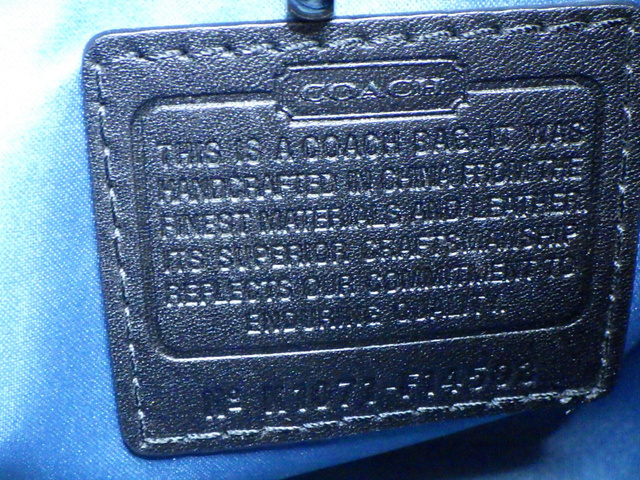 COACH
THIS IS A COACH BAG. IT WAS
HANDCRAFTED IN CHINA FROM THE
FINEST MATERIALS AND LEATHER.
ITS SUPERIOR CRAFTSMANSHIP
REFLECTS OUR COMMITMENT TO
ENDURING QUALITY.